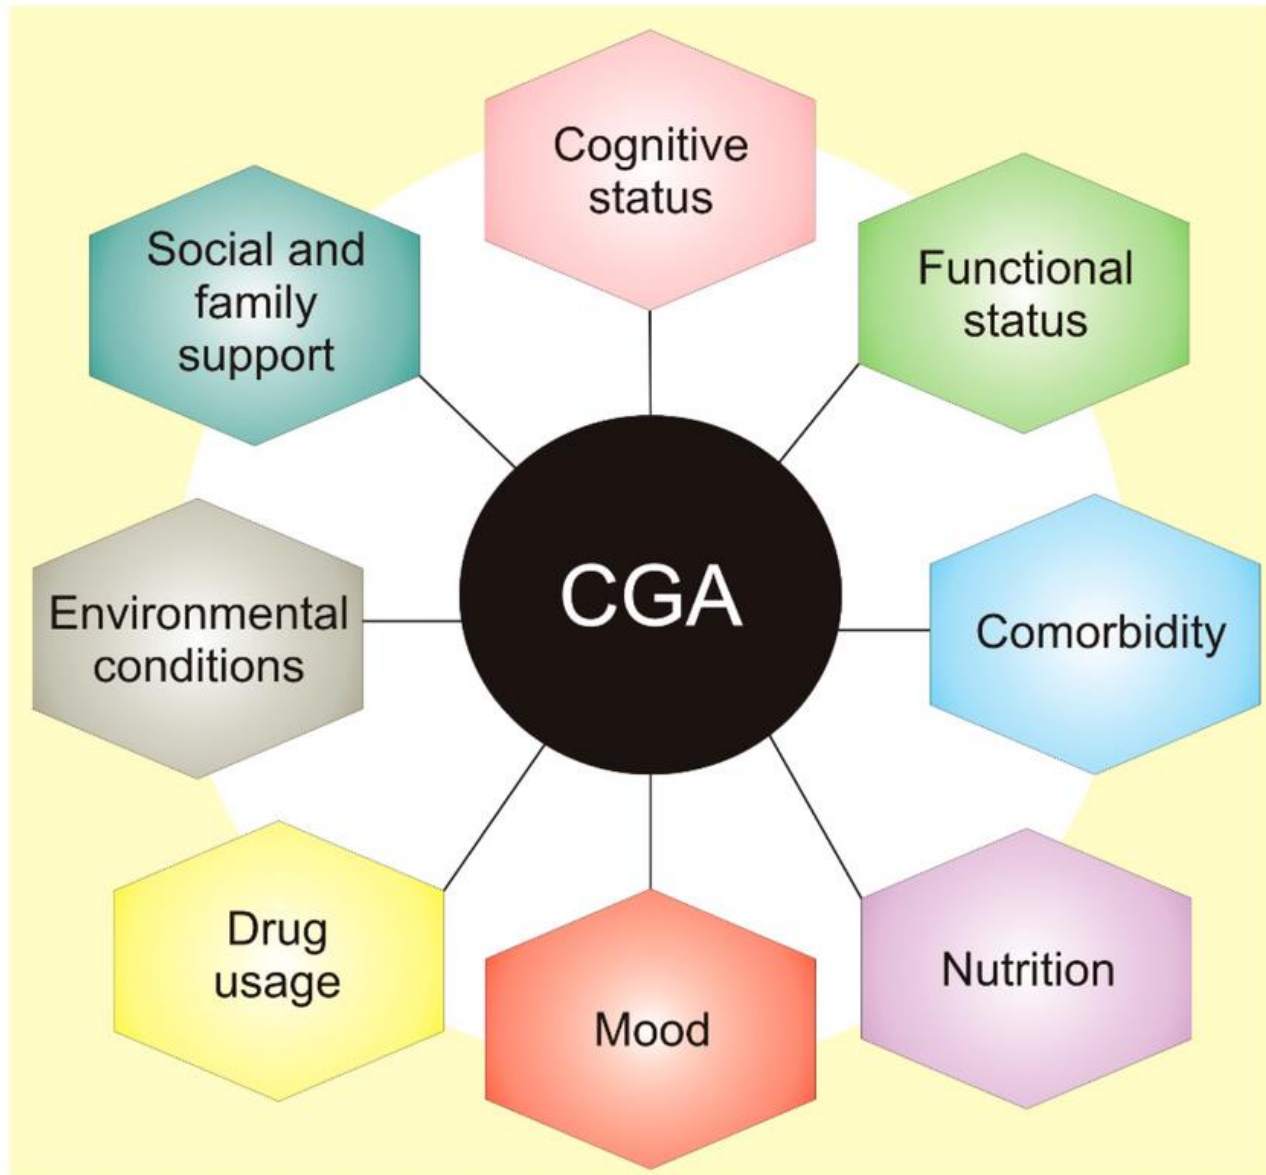 Cognitive
status
Social and
family
support
Functional
status
CGA
Environmental
conditions
Comorbidity
Drug
usage
Mood
Nutrition